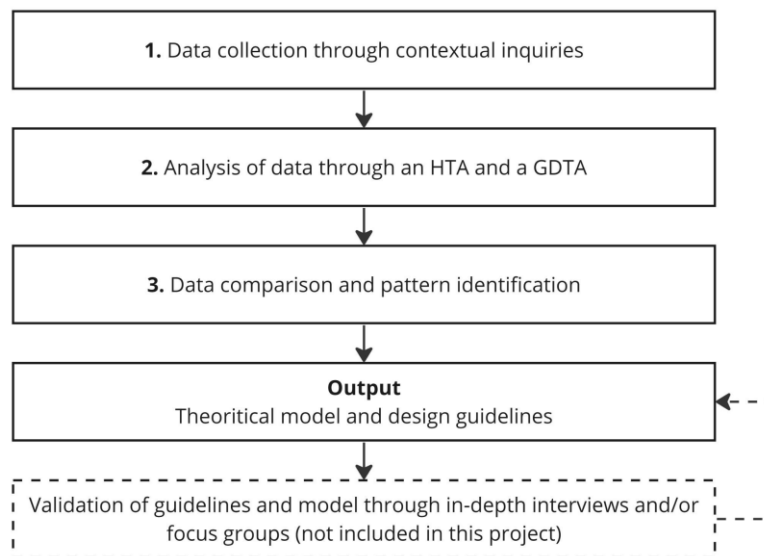 1. Data collection through contextual inquiries
2. Analysis of data through an HTA and a GDTA
3. Data comparison and pattern identification
Output
Theoritical model and design guidelines
Validation of guidelines and model through in-depth interviews and/or
focus groups (not included in this project)